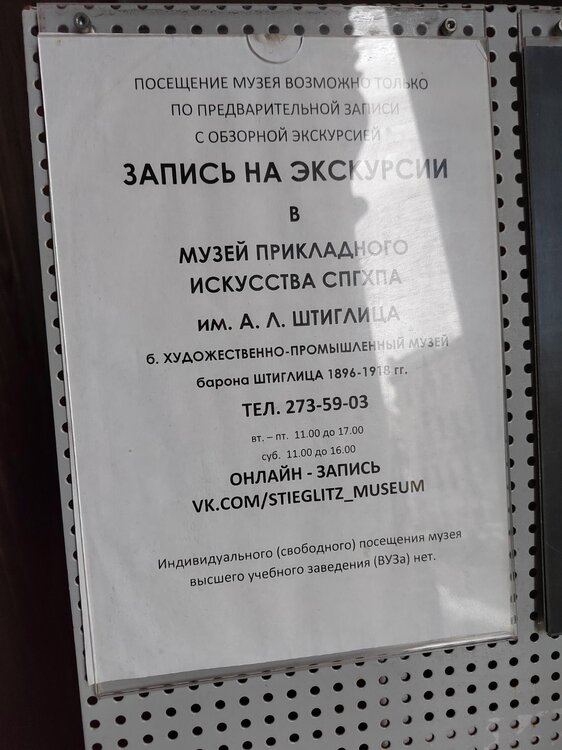 ПОСЕЩЕНИЕ МУЗЕЯ ВОЗМОЖНО ТОЛЬКО
ПО ПРЕДВАРИТЕЛЬНОЙ ЗАПИСИ
С ОБЗОРНОЙ ЭКСКУРСИЕЙ
ЗАПИСЬ НА ЭКСКУРСИИ
В
МУЗЕЙ ПРИКЛАДНОГО
ИСКУССТВА СПГХПА
ИМ. А. Л. ШТИГЛИЦА
б. ХУДОЖЕСТВЕННО-ПРОМЫШЛЕННЫЙ МУЗЕЙ
барона ШТИГЛИЦА 1896-1918 гг.
ТЕЛ. 273-59-03
вт. – пт. 11.00 до 17.00
суб. 11.00 до 16.00
ОНЛАЙН - ЗАПИСЬ
VK.COM/STIEGLITZ_MUSEUM
Индивидуального (свободного) посещения музея
высшего учебного заведения (ВУЗа) нет.